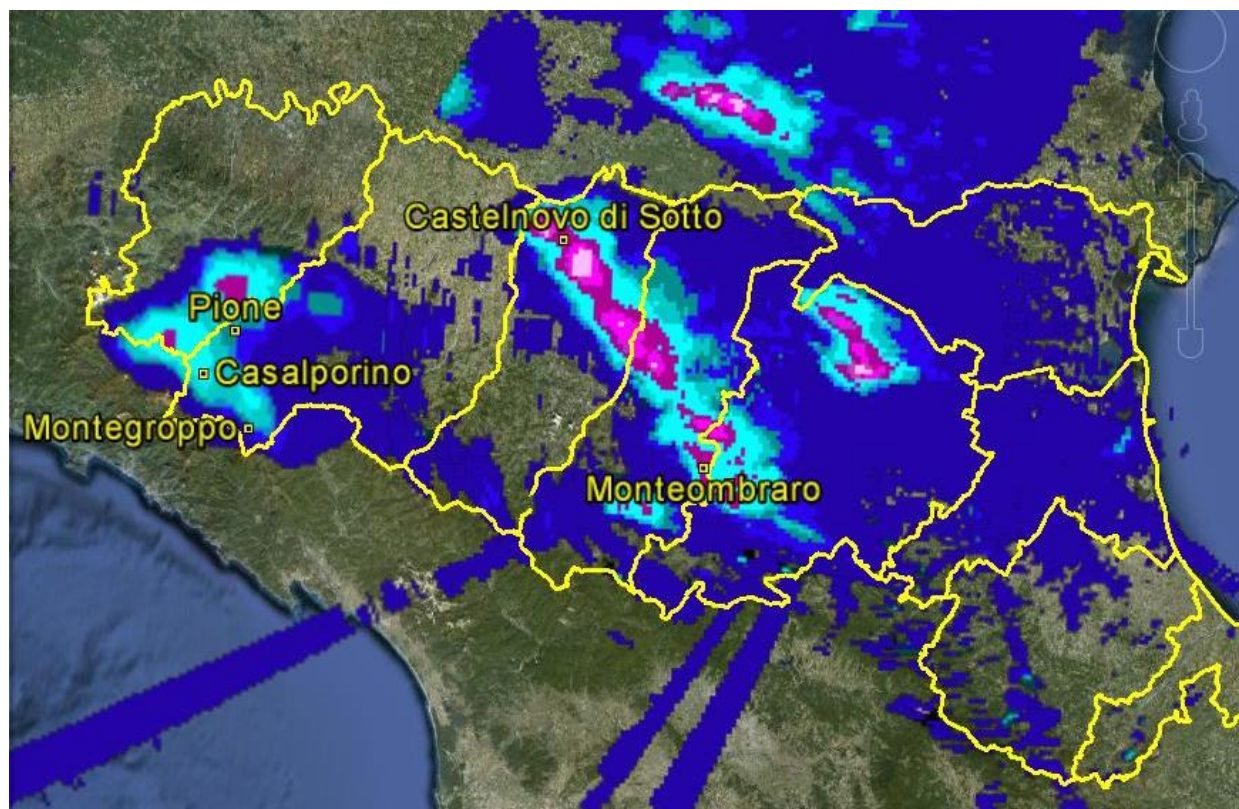 Castelnovo di Sotto
Pione
Casalporino
Montegroppo
Monteombraro